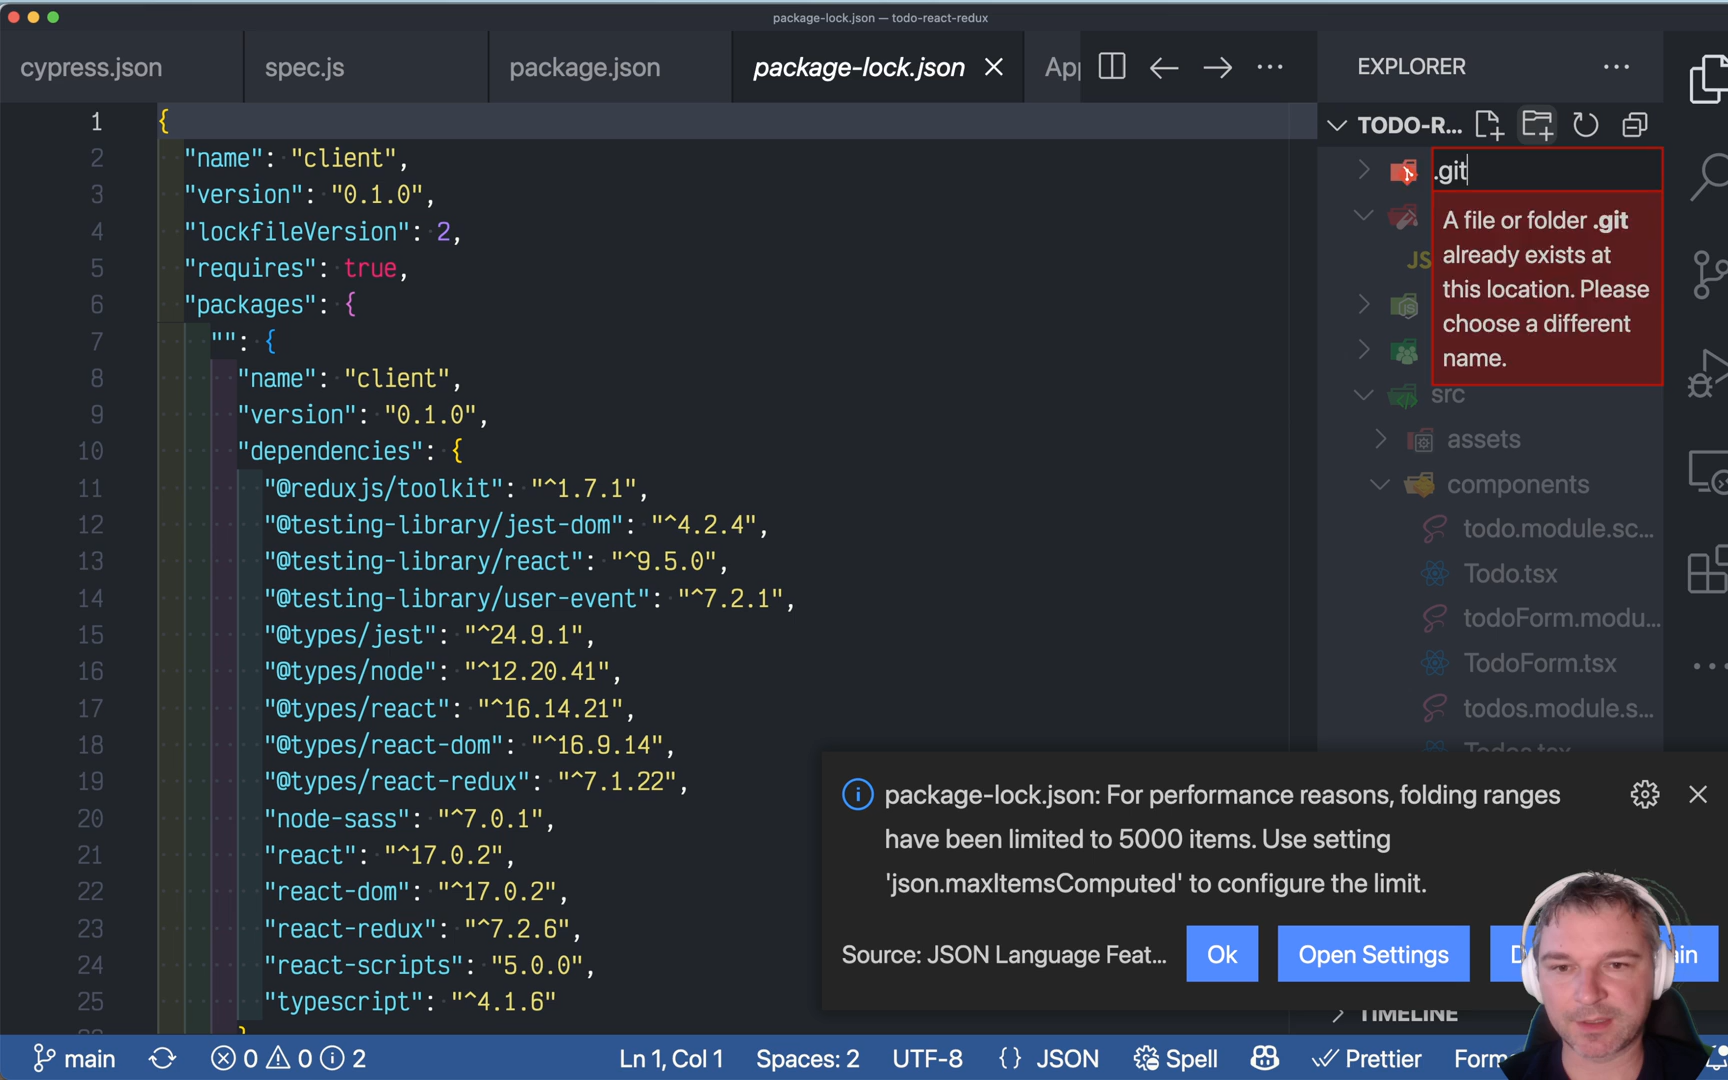 package-lock.json — todo-react-redux
cypress.json
spec.js
package.json
package-lock.json
App
EXPLORER
TODO-R...
.git
A file or folder .git
already exists at
this location. Please
choose a different
name.
JS
src
assets
components
todo.module.sc...
Todo.tsx
todoForm.modu...
TodoForm.tsx
todos.module.s...
Todos.tsx
TIMELINE
1 {
2 "name": "client",
3 "version": "0.1.0",
4 "lockfileVersion": 2,
5 "requires": true,
6 "packages": {
7 "": {
8 "name": "client",
9 "version": "0.1.0",
10 "dependencies": {
11 "@reduxjs/toolkit": "^1.7.1",
12 "@testing-library/jest-dom": "^4.2.4",
13 "@testing-library/react": "^9.5.0",
14 "@testing-library/user-event": "^7.2.1",
15 "@types/jest": "^24.9.1",
16 "@types/node": "^12.20.41",
17 "@types/react": "^16.14.21",
18 "@types/react-dom": "^16.9.14",
19 "@types/react-redux": "^7.1.22",
20 "node-sass": "^7.0.1",
21 "react": "^17.0.2",
22 "react-dom": "^17.0.2",
23 "react-redux": "^7.2.6",
24 "react-scripts": "5.0.0",
25 "typescript": "^4.1.6"
}
package-lock.json: For performance reasons, folding ranges
have been limited to 5000 items. Use setting
'json.maxItemsComputed' to configure the limit.
Source: JSON Language Feat...
Ok
Open Settings
main 0 0 2 Ln 1, Col 1 Spaces: 2 UTF-8 {} JSON Spell Prettier